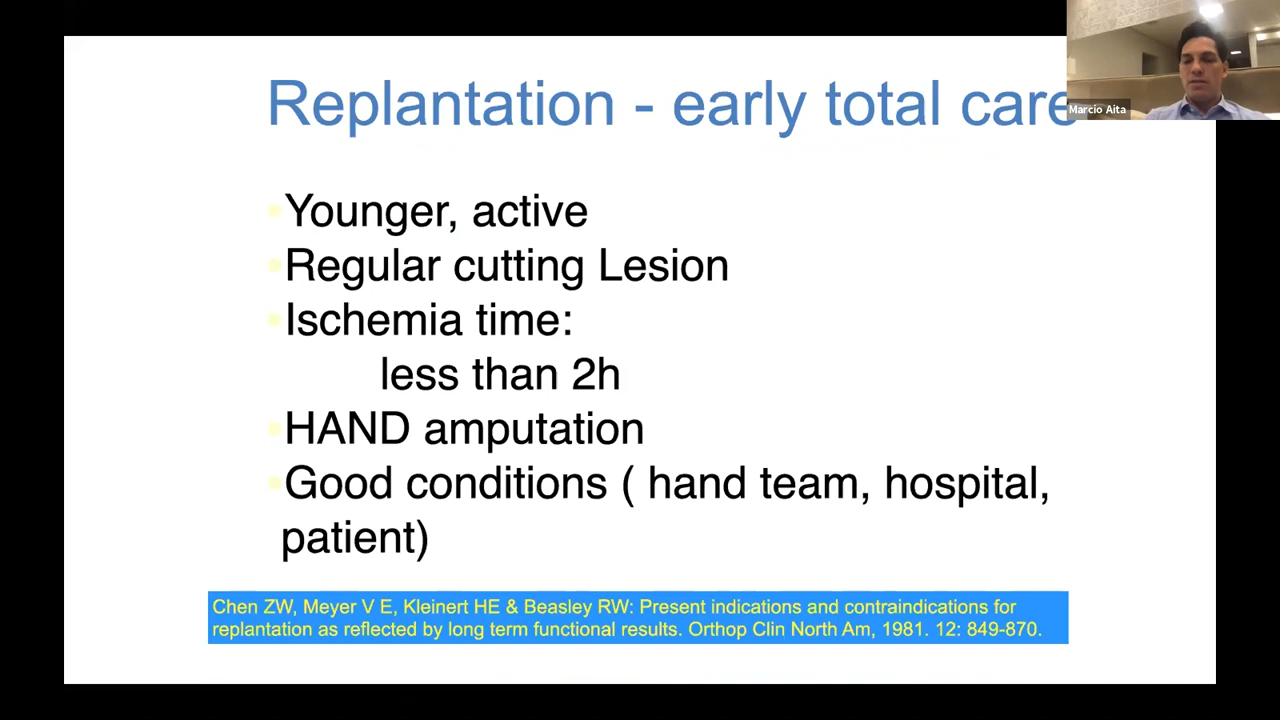 Replantation - early total care
Marcio Aita
•Younger, active
•Regular cutting Lesion
•Ischemia time:
less than 2h
•HAND amputation
•Good conditions ( hand team, hospital,
patient)
Chen ZW, Meyer V E, Kleinert HE & Beasley RW: Present indications and contraindications for
replantation as reflected by long term functional results. Orthop Clin North Am, 1981. 12: 849-870.